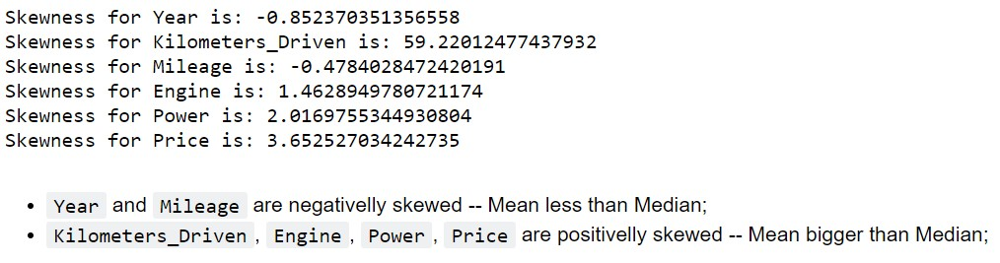 Skewness for Year is: -0.852370351356558
Skewness for Kilometers_Driven is: 59.22012477437932
Skewness for Mileage is: -0.4784028472420191
Skewness for Engine is: 1.4628949780721174
Skewness for Power is: 2.0169755344930804
Skewness for Price is: 3.652527034242735
• Year and Mileage are negativelly skewed -- Mean less than Median;
• Kilometers_Driven , Engine , Power , Price are positivelly skewed -- Mean bigger than Median;